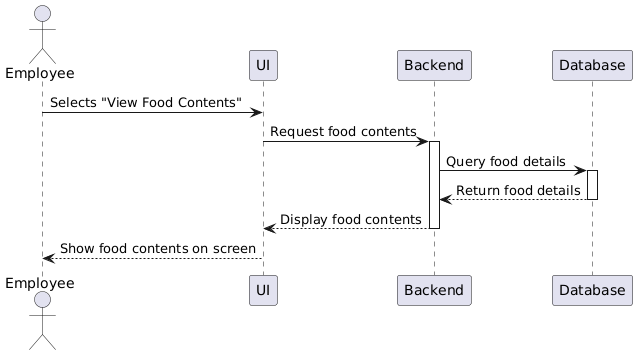 Employee
UI
Backend
Database
Selects "View Food Contents"
Request food contents
Query food details
Return food details
Display food contents
Show food contents on screen
Employee
UI
Backend
Database